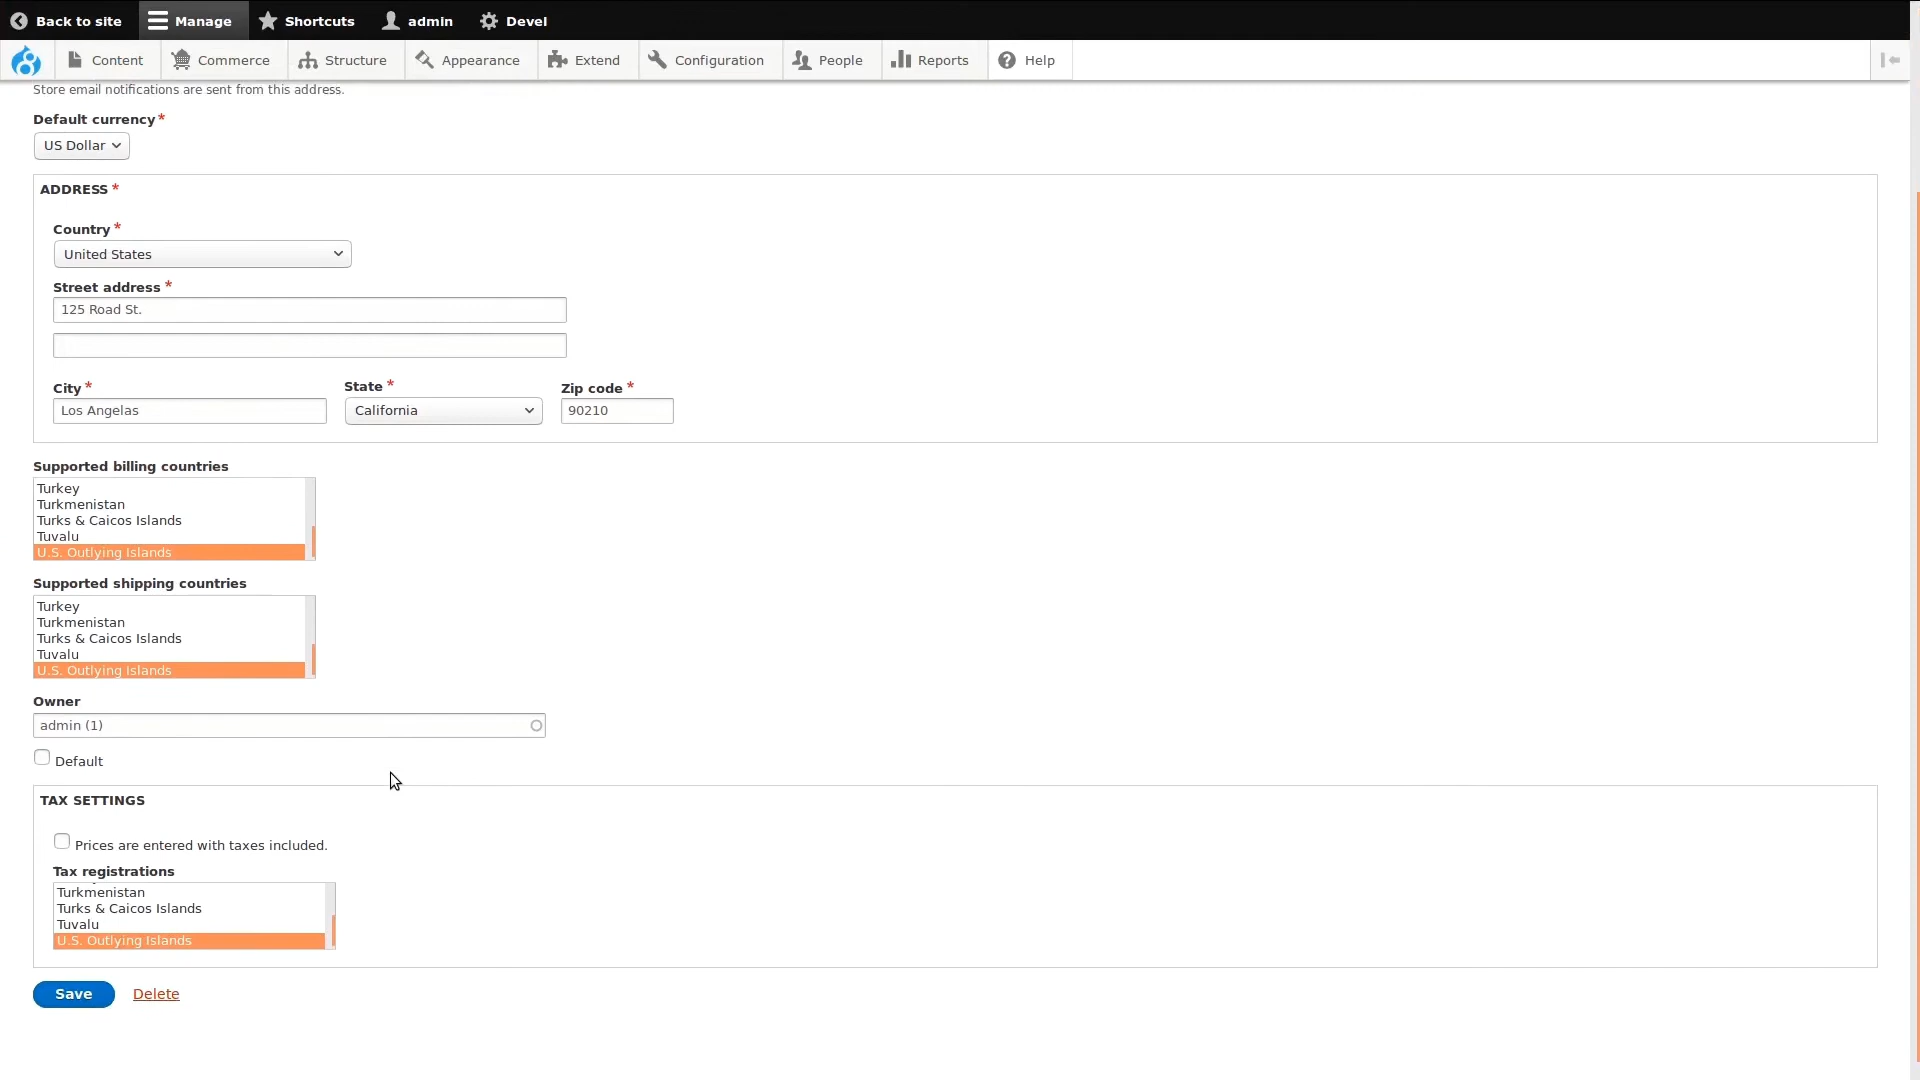 Back to site Manage Shortcuts admin Devel
Content Commerce Structure Appearance Extend Configuration People Reports Help
Store email notifications are sent from this address.
Default currency*
US Dollar
ADDRESS *
Country *
United States
Street address *
125 Road St.
City * State * Zip code *
Los Angelas California 90210
Supported billing countries
Turkey
Turkmenistan
Turks & Caicos Islands
Tuvalu
U.S. Outlying Islands
Supported shipping countries
Turkey
Turkmenistan
Turks & Caicos Islands
Tuvalu
U.S. Outlying Islands
Owner
admin (1)
Default
TAX SETTINGS
Prices are entered with taxes included.
Tax registrations
Turkmenistan
Turks & Caicos Islands
Tuvalu
U.S. Outlying Islands
Save Delete